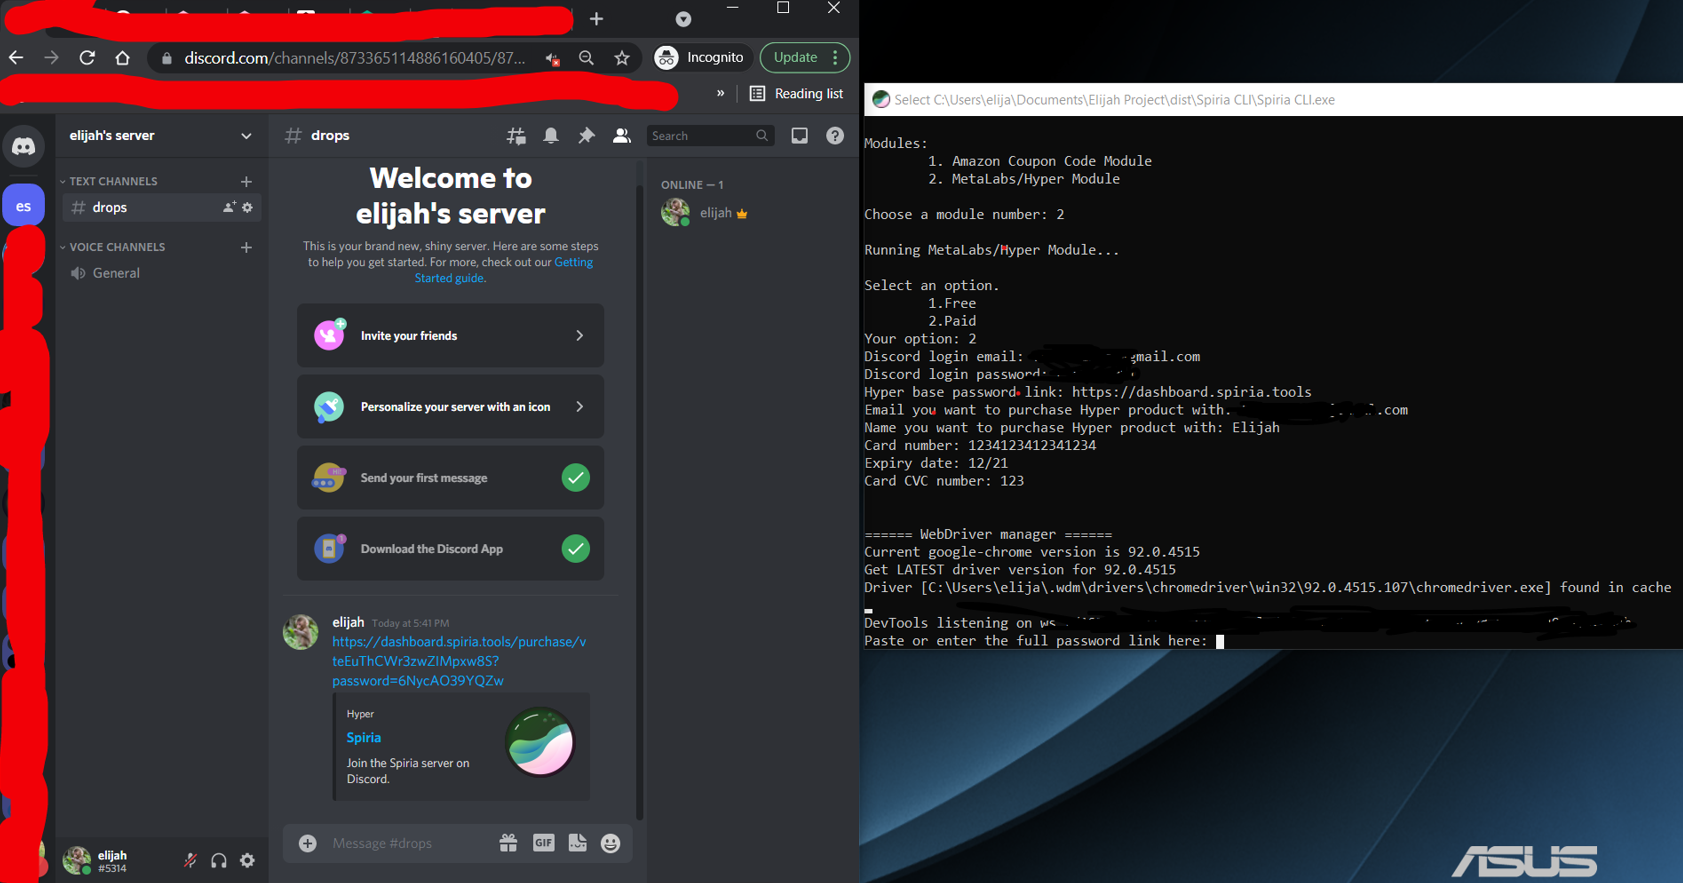 discord.com/channels/873365114886160405/87...
Incognito
Update
»
Reading list
elijah's server
# drops
Search
TEXT CHANNELS
# drops
VOICE CHANNELS
General
es
Welcome to
elijah's server
This is your brand new, shiny server. Here are some steps
to help you get started. For more, check out our Getting
Started guide.
Invite your friends
Personalize your server with an icon
Send your first message
Download the Discord App
elijah Today at 5:41 PM
https://dashboard.spiria.tools/purchase/v
teEuThCWr3zwZIMpxw8S?
password=6NycAO39YQZw
Hyper
Spiria
Join the Spiria server on
Discord.
Message #drops
GIF
elijah
#5314
ONLINE — 1
elijah
Select C:\Users\elija\Documents\Elijah Project\dist\Spiria CLI\Spiria CLI.exe
Modules:
1. Amazon Coupon Code Module
2. MetaLabs/Hyper Module
Choose a module number: 2
Running MetaLabs/Hyper Module...
Select an option.
1.Free
2.Paid
Your option: 2
Discord login email: gmail.com
Discord login password:
Hyper base password link: https://dashboard.spiria.tools
Email you want to purchase Hyper product with: .com
Name you want to purchase Hyper product with: Elijah
Card number: 1234123412341234
Expiry date: 12/21
Card CVC number: 123
====== WebDriver manager ======
Current google-chrome version is 92.0.4515
Get LATEST driver version for 92.0.4515
Driver [C:\Users\elija\.wdm\drivers\chromedriver\win32\92.0.4515.107\chromedriver.exe] found in cache
DevTools listening on ws
Paste or enter the full password link here:
ASUS